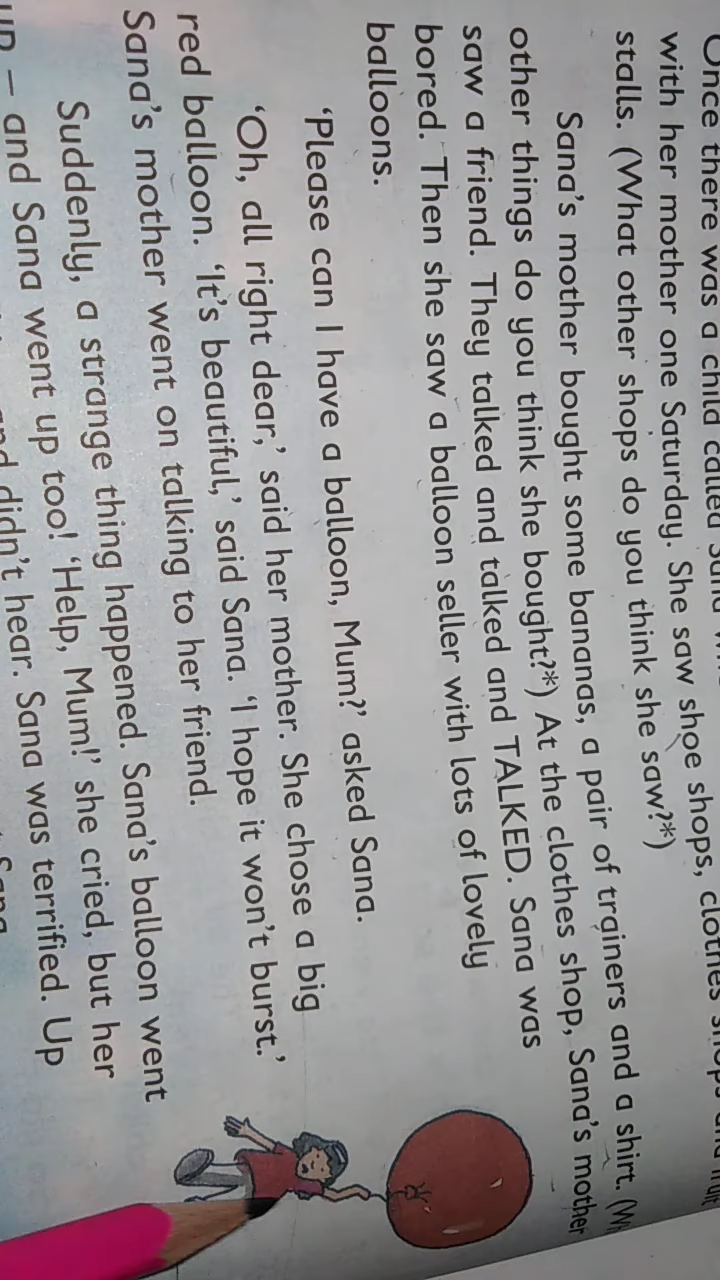 Once there was a child called Sana
with her mother one Saturday. She saw shoe shops, clothes shops and fruit
stalls. (What other shops do you think she saw?*)
Sana's mother bought some bananas, a pair of trainers and a shirt. (Wh
other things do you think she bought?*) At the clothes shop, Sana's mother
saw a friend. They talked and talked and TALKED. Sana was
bored. Then she saw a balloon seller with lots of lovely
balloons.
'Please can I have a balloon, Mum?' asked Sana.
'Oh, all right dear,' said her mother. She chose a big
red balloon. 'It's beautiful,' said Sana. 'I hope it won't burst.'
Sana's mother went on talking to her friend.
Suddenly, a strange thing happened. Sana's balloon went
up – and Sana went up too! 'Help, Mum!' she cried, but her
didn't hear. Sana was terrified. Up